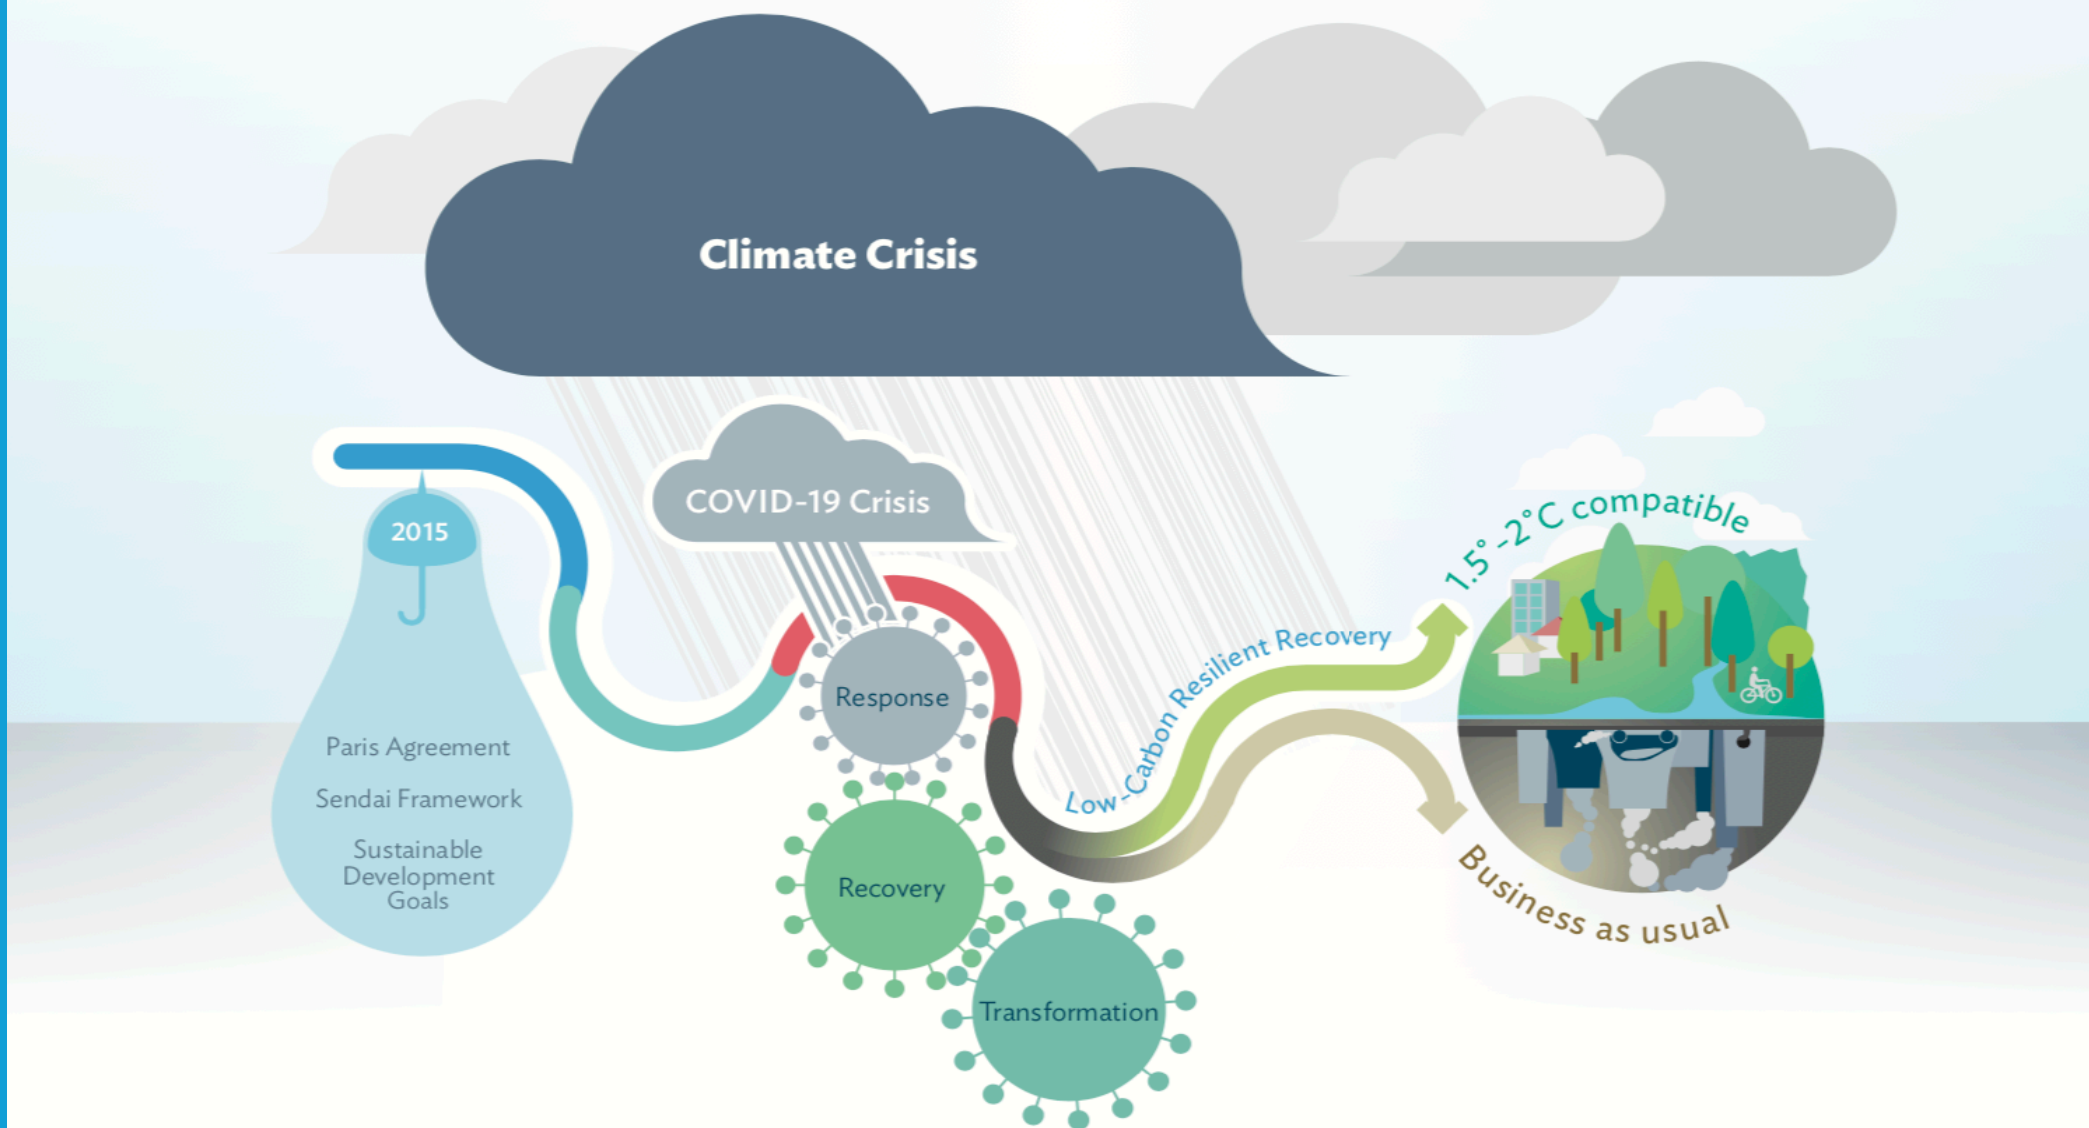 Climate Crisis
COVID-19 Crisis
2015
Paris Agreement
Sendai Framework
Sustainable
Development
Goals
Response
Recovery
Transformation
Low-Carbon Resilient Recovery
1.5°-2°C compatible
Business as usual